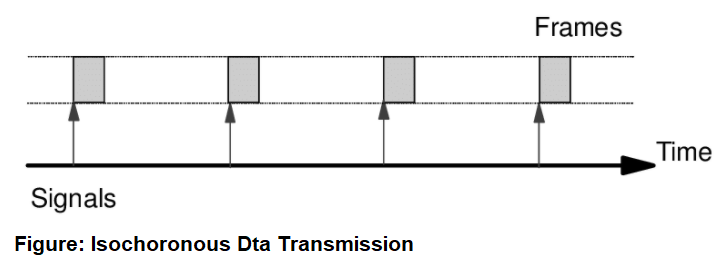 Frames
Time
Signals
Figure: Isochoronous Dta Transmission